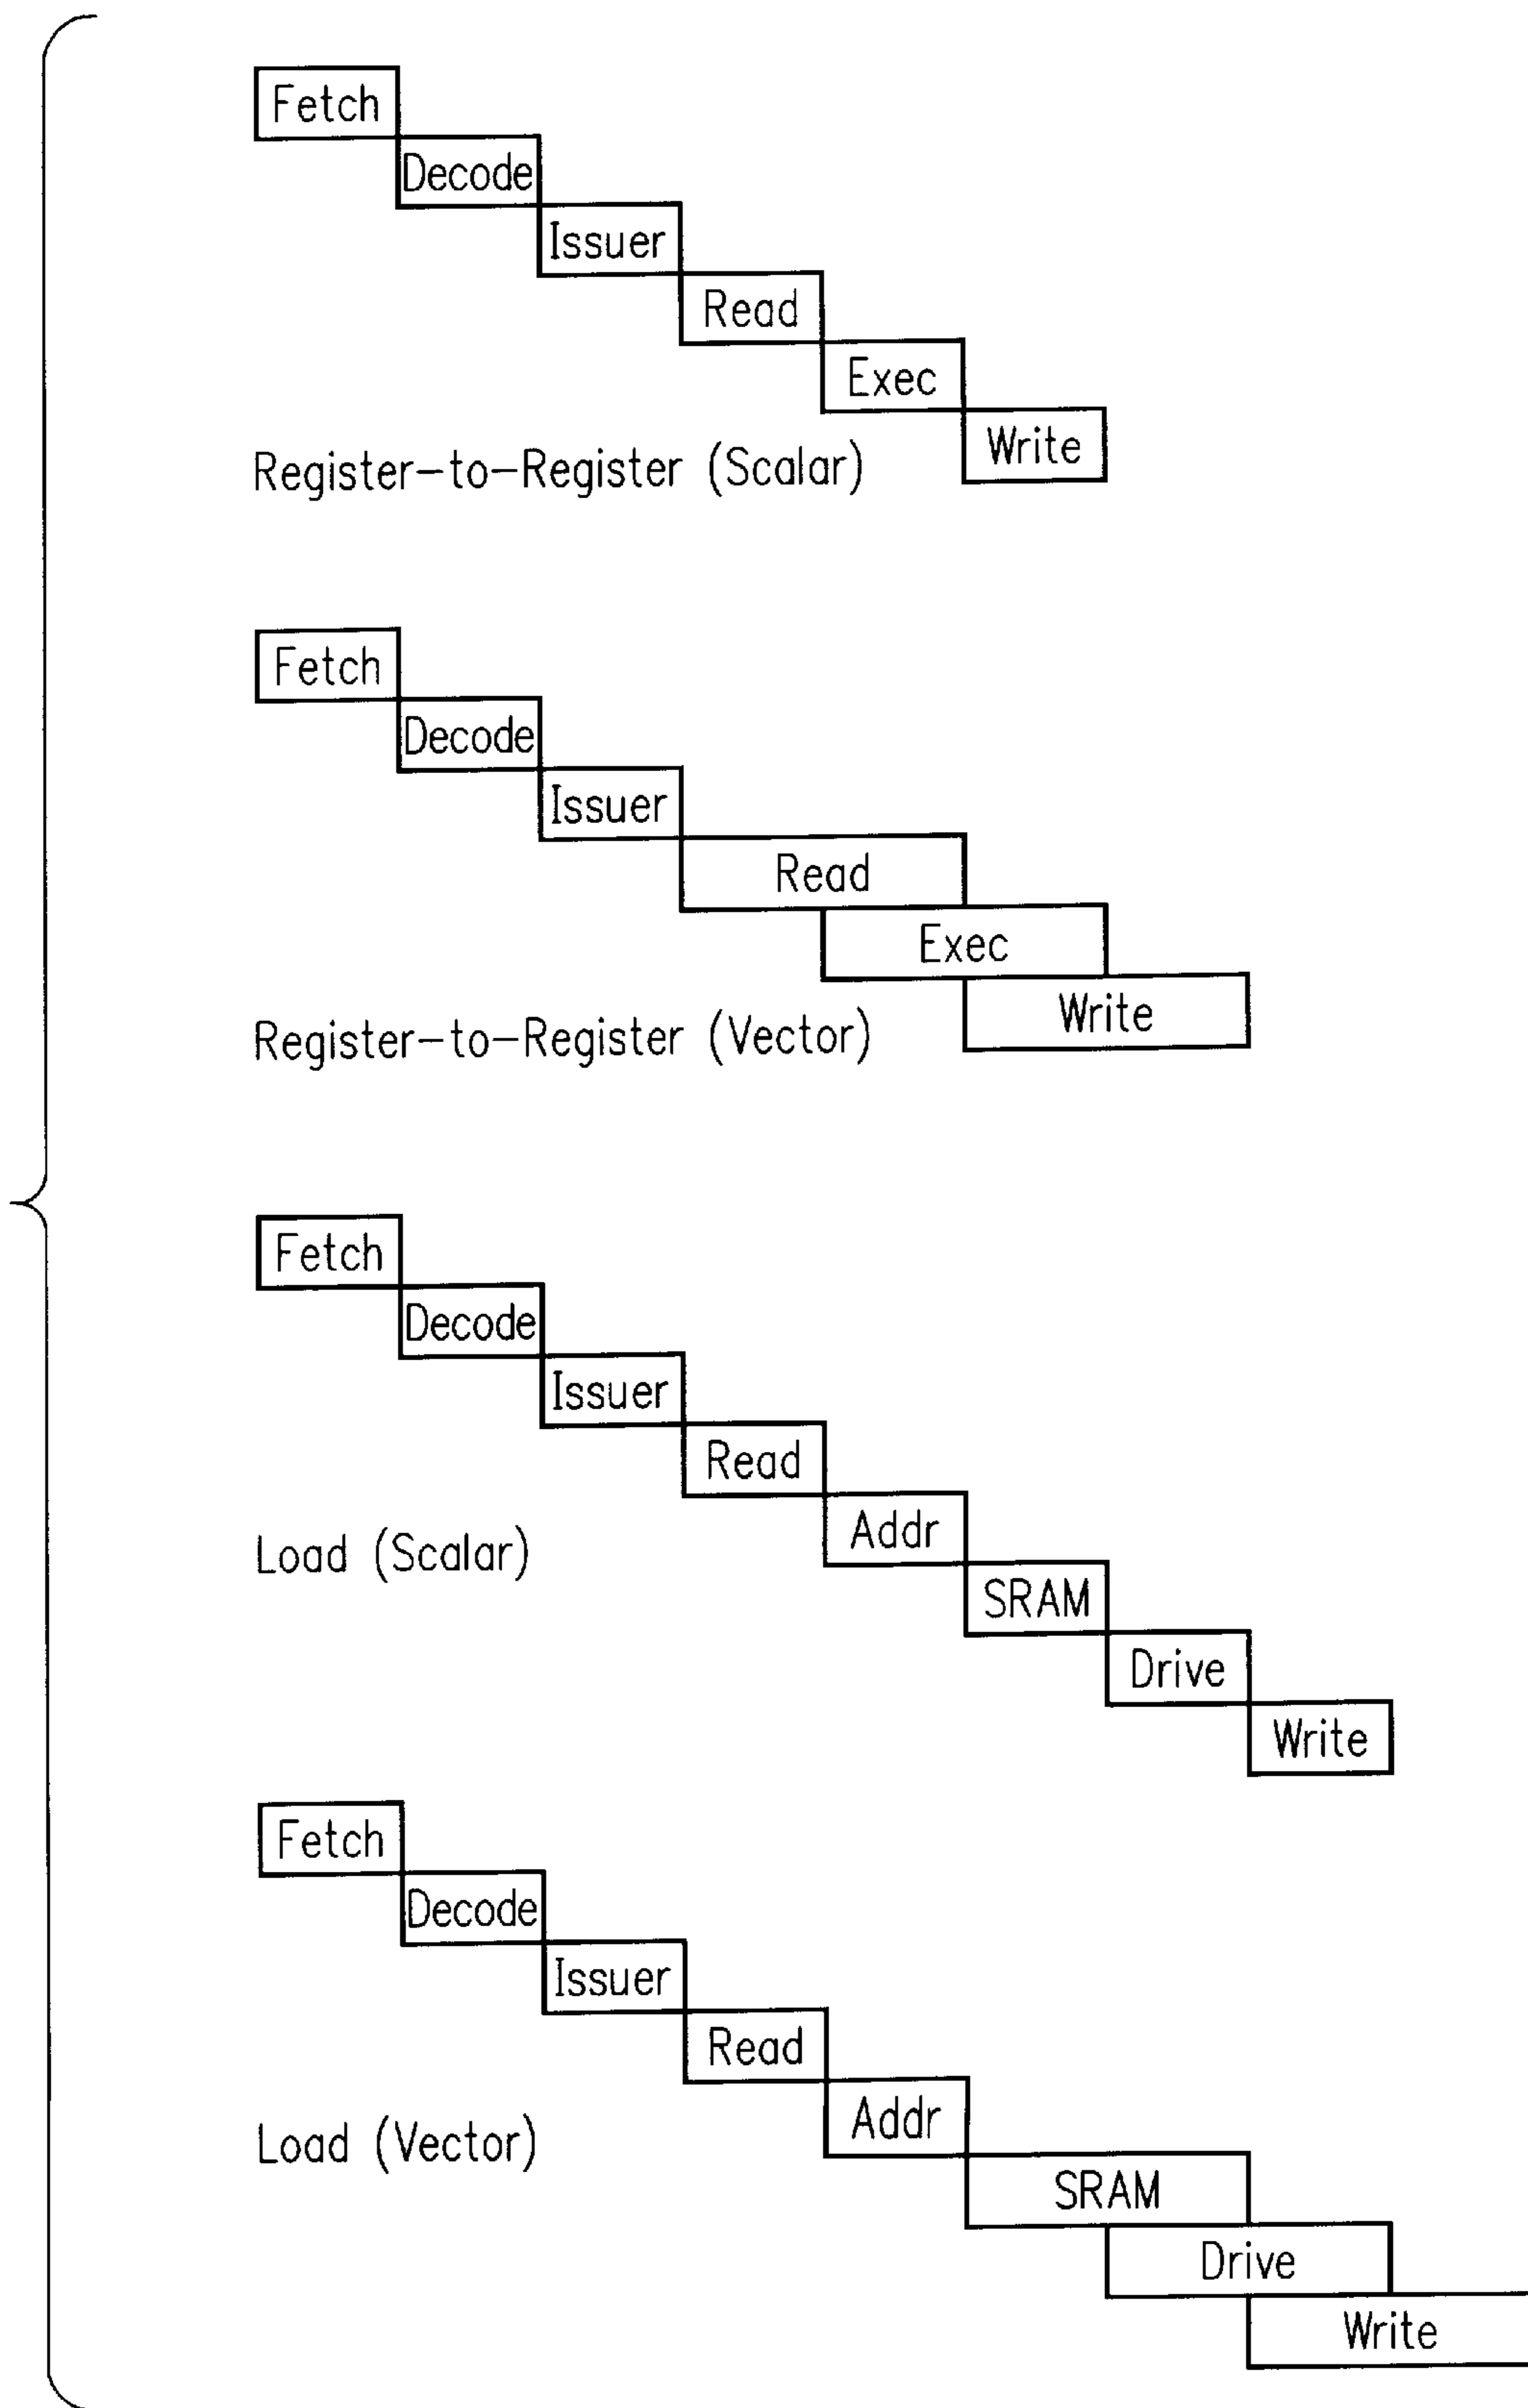 Fetch
Decode
Issuer
Read
Exec
Write
Register-to-Register (Scalar)
Fetch
Decode
Issuer
Read
Exec
Write
Register-to-Register (Vector)
Fetch
Decode
Issuer
Read
Addr
Load (Scalar)
SRAM
Drive
Write
Fetch
Decode
Issuer
Read
Addr
Load (Vector)
SRAM
Drive
Write